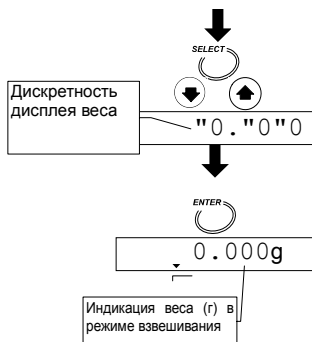 SELECT
Дискретность
дисплея веса
"0."0"0
ENTER
0.000g
Индикация веса (г) в
режиме взвешивания